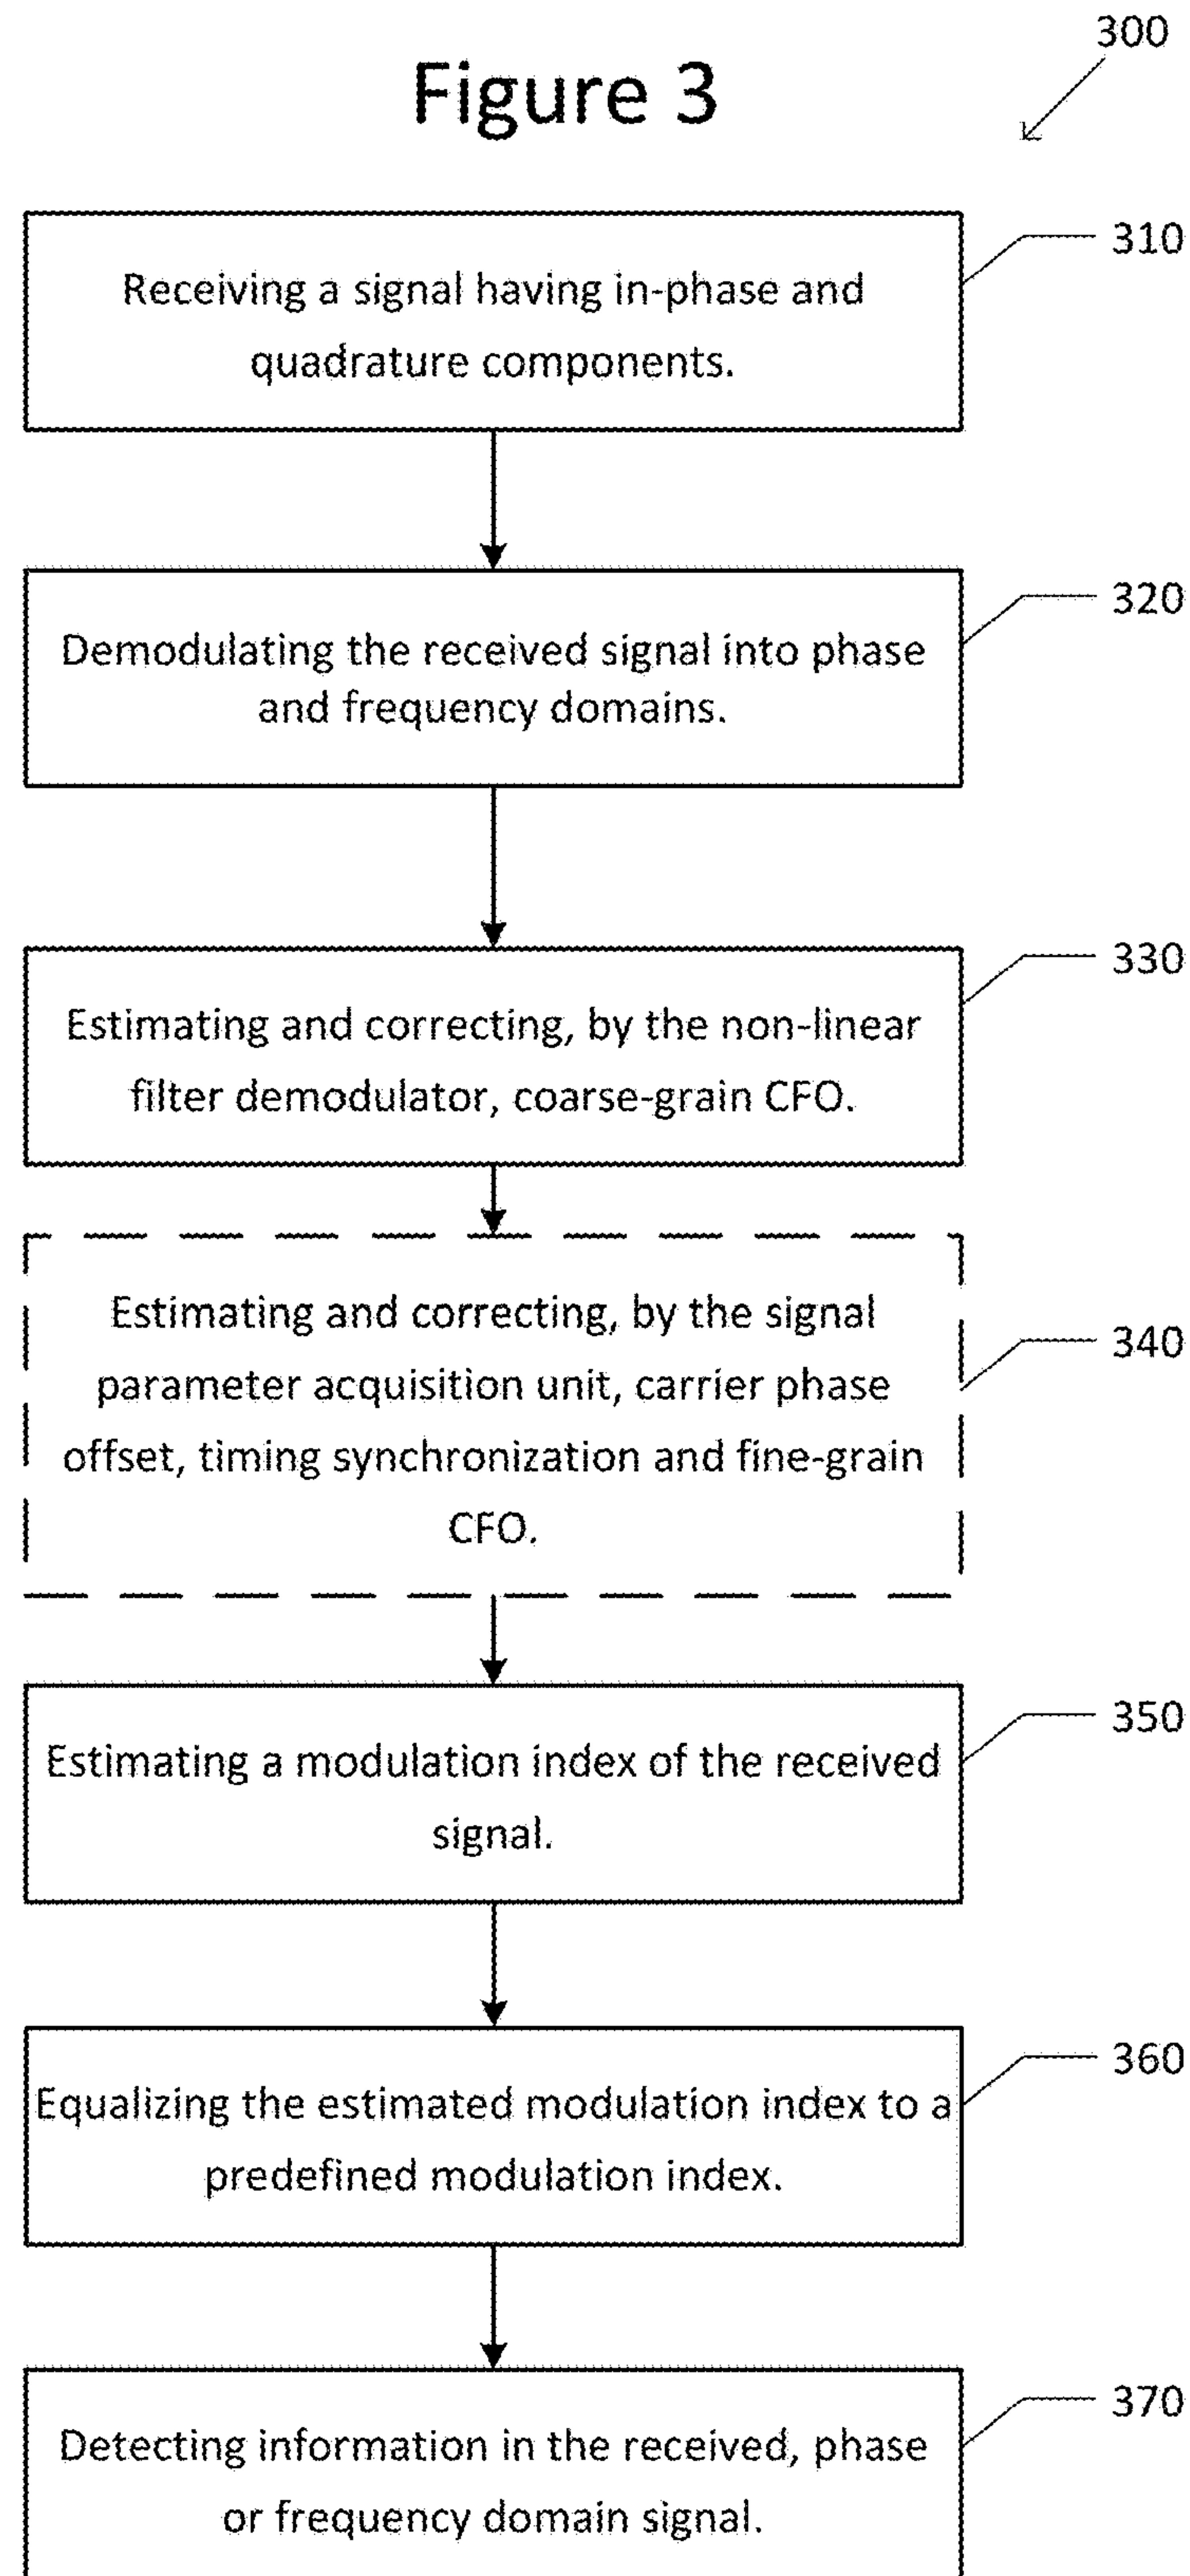 300
Figure 3
310
Receiving a signal having in-phase and
quadrature components.
320
Demodulating the received signal into phase
and frequency domains.
330
Estimating and correcting, by the non-linear
filter demodulator, coarse-grain CFO.
340
Estimating and correcting, by the signal
parameter acquisition unit, carrier phase
offset, timing synchronization and fine-grain
CFO.
350
Estimating a modulation index of the received
signal.
360
Equalizing the estimated modulation index to a
predefined modulation index.
370
Detecting information in the received, phase
or frequency domain signal.